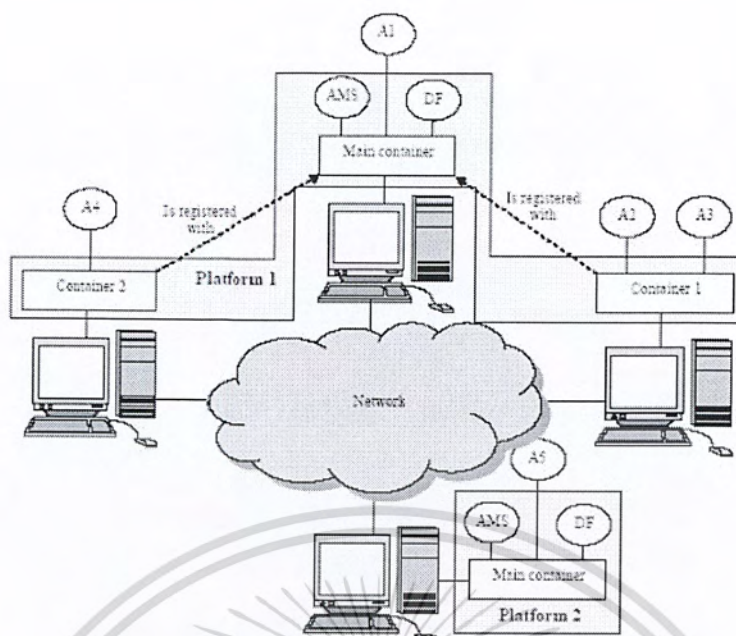 A1
AMS
DF
Main container
Is registered
with
Is registered
with
A4
A2
A3
Container 2
Platform 1
Container 1
Network
A5
AMS
DF
Main container
Platform 2